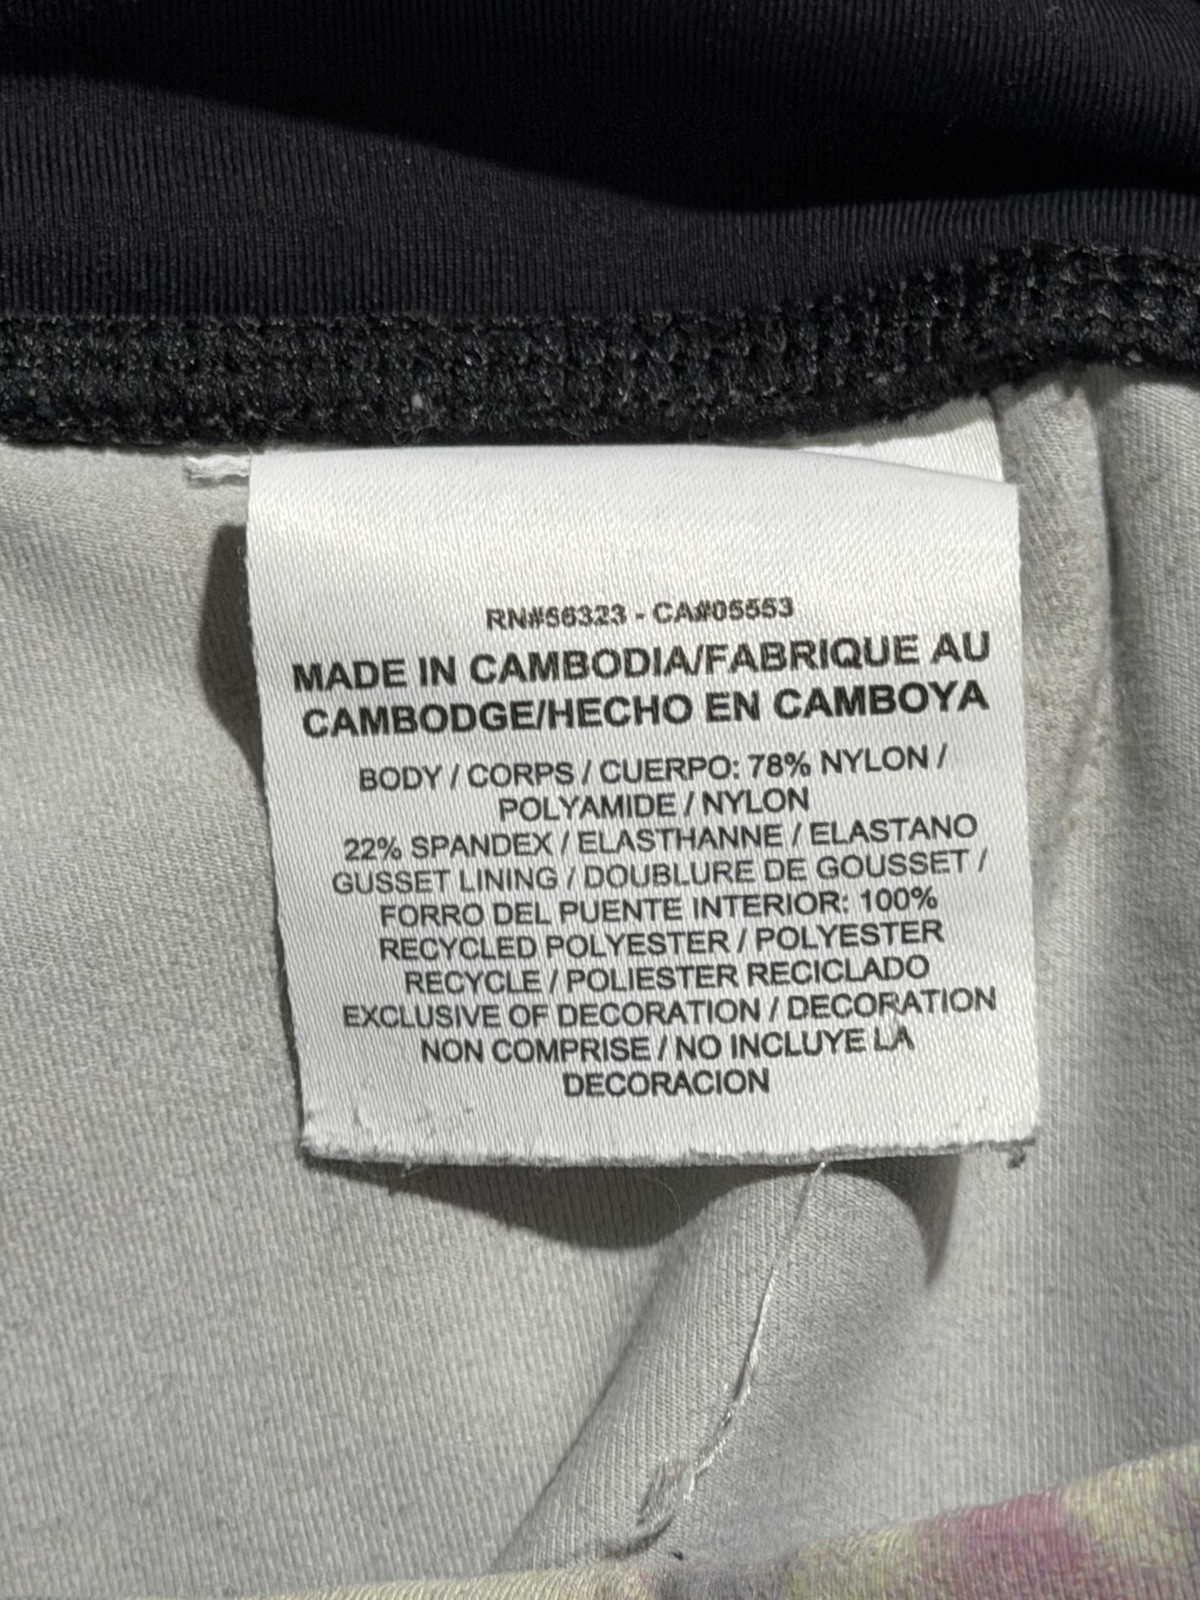 RN#56323 - CA#05553
MADE IN CAMBODIA/FABRIQUE AU
CAMBODGE/HECHO EN CAMBOYA
BODY / CORPS / CUERPO: 78% NYLON /
POLYAMIDE / NYLON
22% SPANDEX / ELASTHANNE / ELASTANO
GUSSET LINING / DOUBLURE DE GOUSSET /
FORRO DEL PUENTE INTERIOR: 100%
RECYCLED POLYESTER / POLYESTER
RECYCLE / POLIESTER RECICLADO
EXCLUSIVE OF DECORATION / DECORATION
NON COMPRISE / NO INCLUYE LA
DECORACION